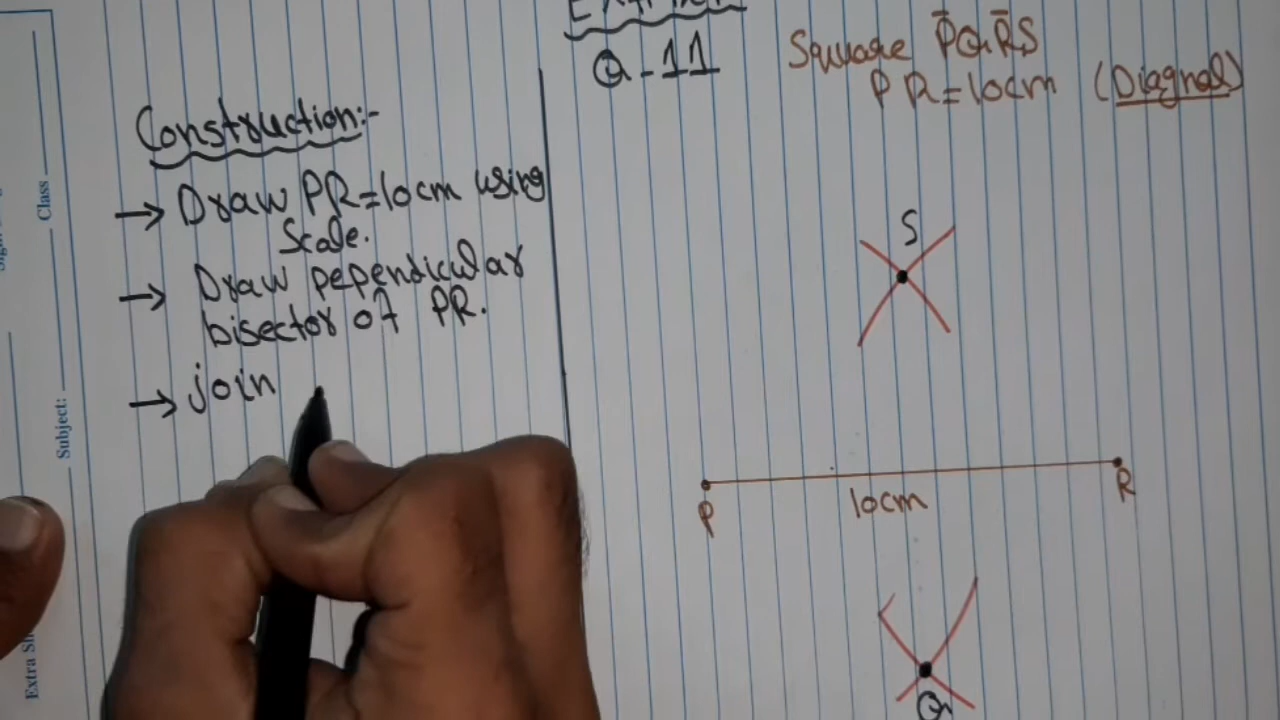 Q-11
Square PQRS
PR=10cm (Diagnal)
Construction:-
→ Draw PR=10cm using
Scale.
→ Draw pependicular
bisector of PR.
→ join
S
P
10cm
R
Q
Class
Subject: